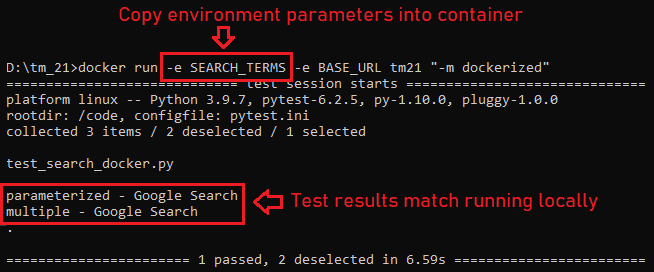 Copy environment parameters into container
D:\tm_21>docker run -e SEARCH_TERMS -e BASE_URL tm21 "-m dockerized"
=========================== test session starts ============================
platform linux -- Python 3.9.7, pytest-6.2.5, py-1.10.0, pluggy-1.0.0
rootdir: /code, configfile: pytest.ini
collected 3 items / 2 deselected / 1 selected
test_search_docker.py
parameterized - Google Search
multiple - Google Search
Test results match running locally
.
====================== 1 passed, 2 deselected in 6.59s =======================